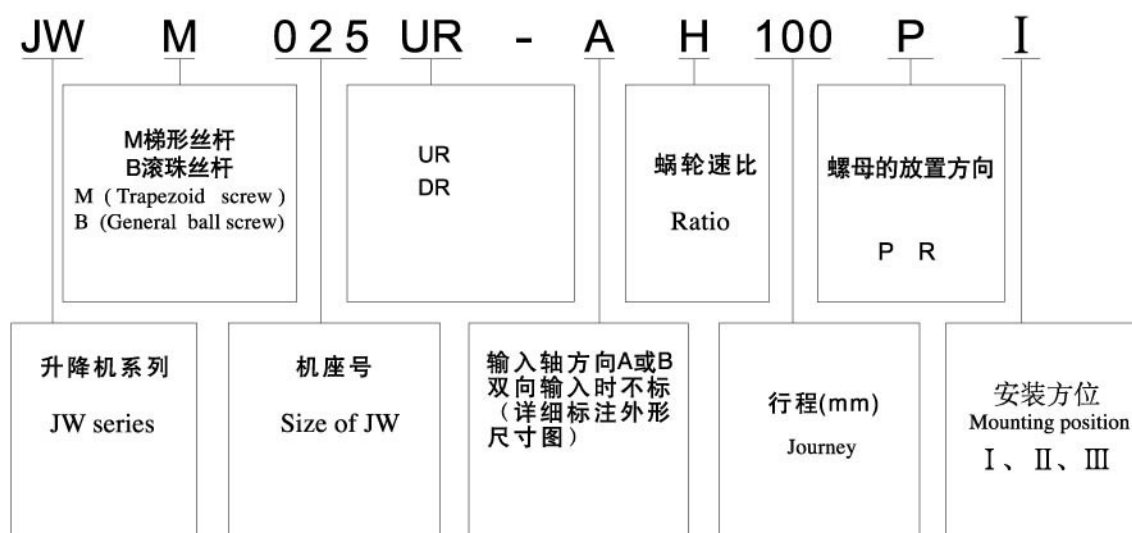 JW M 025 UR - A H 100 P I
M梯形丝杆
B滚珠丝杆
M ( Trapezoid screw )
B (General ball screw)
UR
DR
蜗轮速比
Ratio
螺母的放置方向
P R
升降机系列
JW series
机座号
Size of JW
输入轴方向A或B
双向输入时不标
（详细标注外形
尺寸图）
行程(mm)
Journey
安装方位
Mounting position
Ⅰ、Ⅱ、Ⅲ